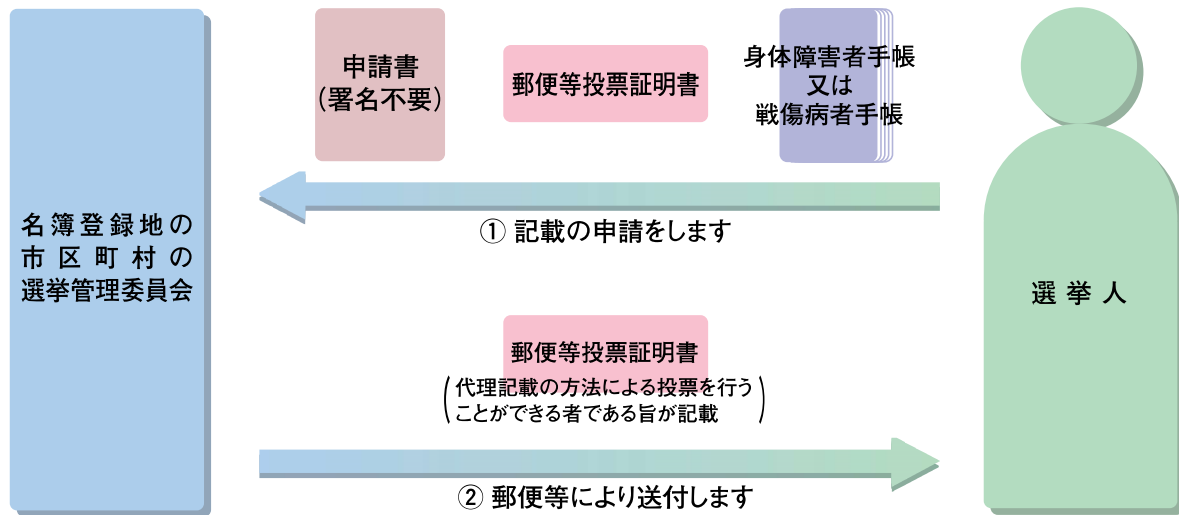 申請書
（署名不要）
郵便等投票証明書
身体障害者手帳
又は
戦傷病者手帳
① 記載の申請をします
名簿登録地の
市区町村の
選挙管理委員会
選挙人
郵便等投票証明書
（代理記載の方法による投票を行う
ことができる者である旨が記載）
② 郵便等により送付します